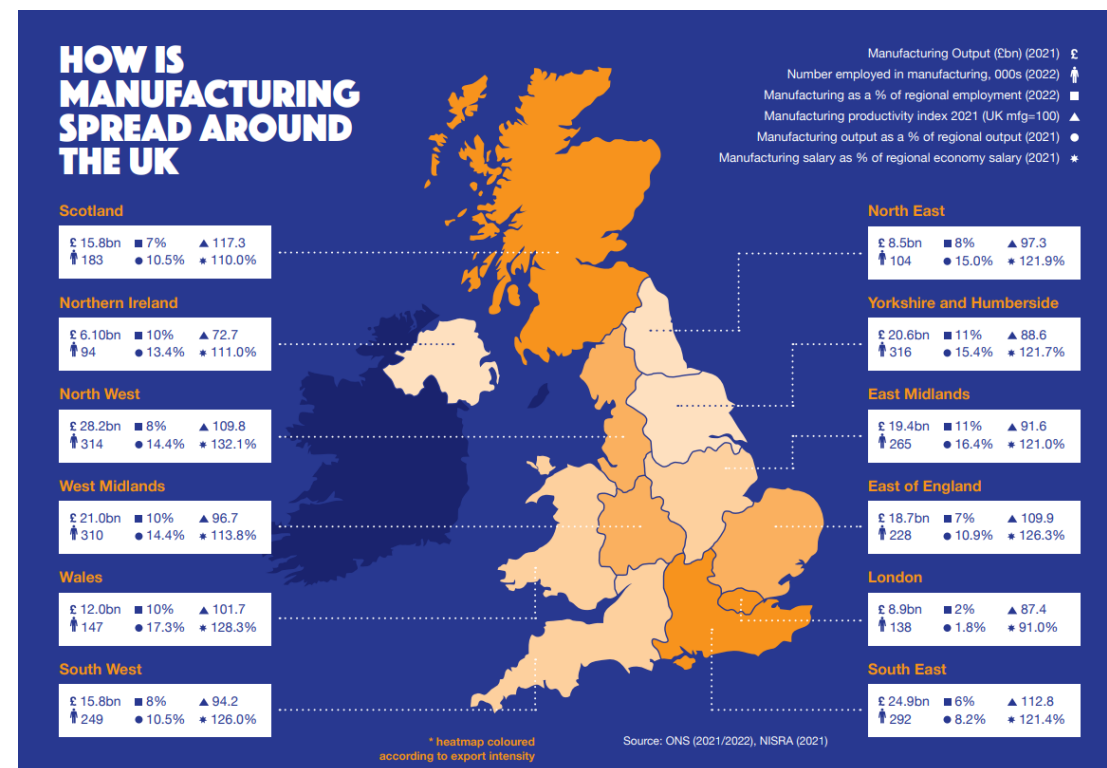 HOW IS
MANUFACTURING
SPREAD AROUND
THE UK
Manufacturing Output (£bn) (2021) £
Number employed in manufacturing, 000s (2022)
Manufacturing as a % of regional employment (2022) ■
Manufacturing productivity index 2021 (UK mfg=100) ▲
Manufacturing output as a % of regional output (2021) ●
Manufacturing salary as % of regional economy salary (2021) ✷
Scotland
£ 15.8bn ■ 7% ▲ 117.3
183 ● 10.5% ✷ 110.0%
Northern Ireland
£ 6.10bn ■ 10% ▲ 72.7
94 ● 13.4% ✷ 111.0%
North West
£ 28.2bn ■ 8% ▲ 109.8
314 ● 14.4% ✷ 132.1%
West Midlands
£ 21.0bn ■ 10% ▲ 96.7
310 ● 14.4% ✷ 113.8%
Wales
£ 12.0bn ■ 10% ▲ 101.7
147 ● 17.3% ✷ 128.3%
South West
£ 15.8bn ■ 8% ▲ 94.2
249 ● 10.5% ✷ 126.0%
North East
£ 8.5bn ■ 8% ▲ 97.3
104 ● 15.0% ✷ 121.9%
Yorkshire and Humberside
£ 20.6bn ■ 11% ▲ 88.6
316 ● 15.4% ✷ 121.7%
East Midlands
£ 19.4bn ■ 11% ▲ 91.6
265 ● 16.4% ✷ 121.0%
East of England
£ 18.7bn ■ 7% ▲ 109.9
228 ● 10.9% ✷ 126.3%
London
£ 8.9bn ■ 2% ▲ 87.4
138 ● 1.8% ✷ 91.0%
South East
£ 24.9bn ■ 6% ▲ 112.8
292 ● 8.2% ✷ 121.4%
* heatmap coloured
according to export intensity
Source: ONS (2021/2022), NISRA (2021)